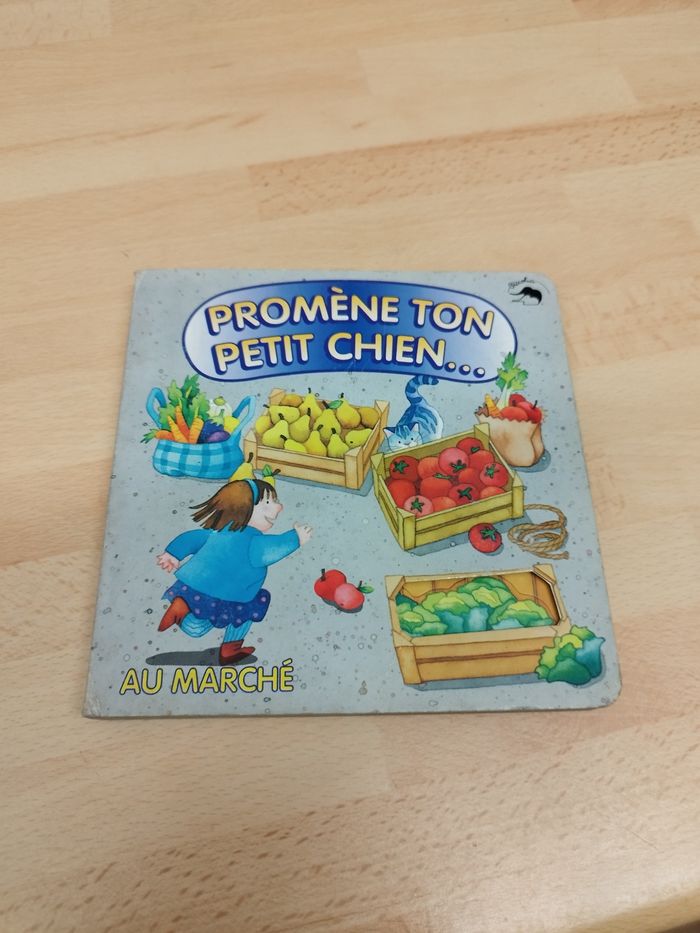 PROMÈNE TON
PETIT CHIEN...
AU MARCHÉ